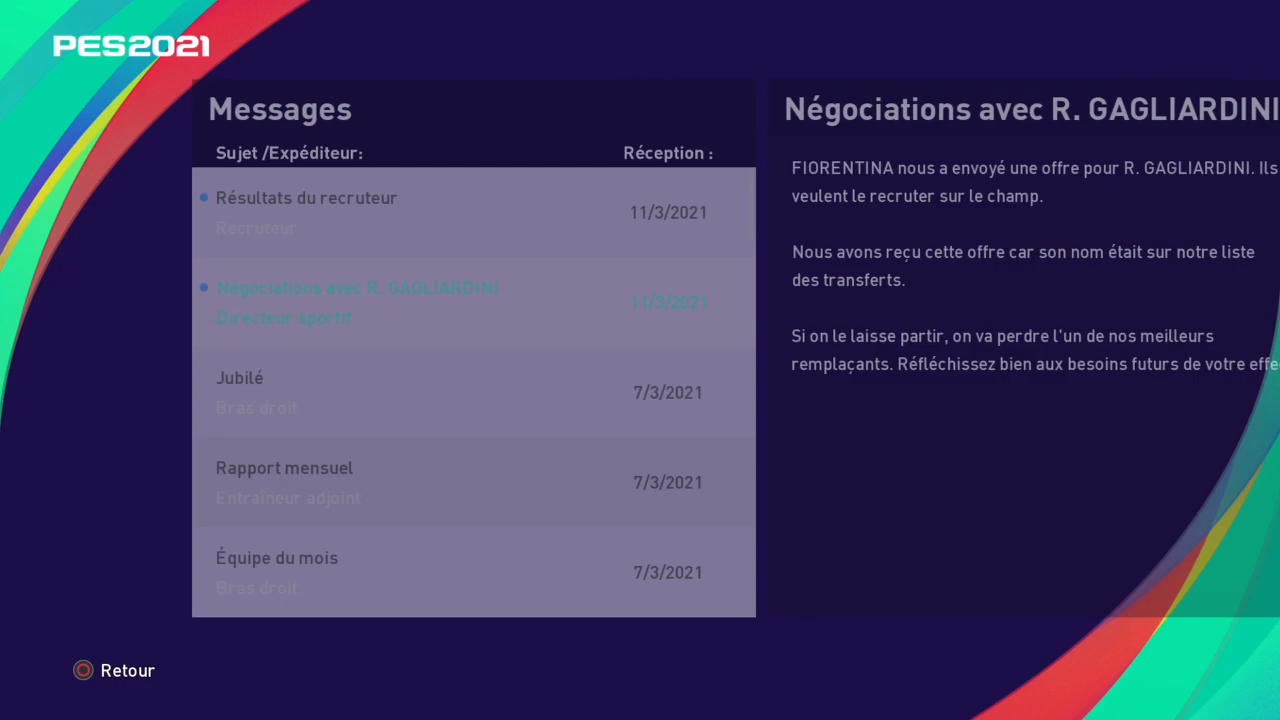 PES2021
Messages
Sujet /Expéditeur:
Réception :
Résultats du recruteur
Recruteur
11/3/2021
Négociations avec R. GAGLIARDINI
Directeur sportif
11/3/2021
Jubilé
Bras droit
7/3/2021
Rapport mensuel
Entraîneur adjoint
7/3/2021
Équipe du mois
Bras droit
7/3/2021
Négociations avec R. GAGLIARDINI
FIORENTINA nous a envoyé une offre pour R. GAGLIARDINI. Ils
veulent le recruter sur le champ.
Nous avons reçu cette offre car son nom était sur notre liste
des transferts.
Si on le laisse partir, on va perdre l'un de nos meilleurs
remplaçants. Réfléchissez bien aux besoins futurs de votre effe
Retour